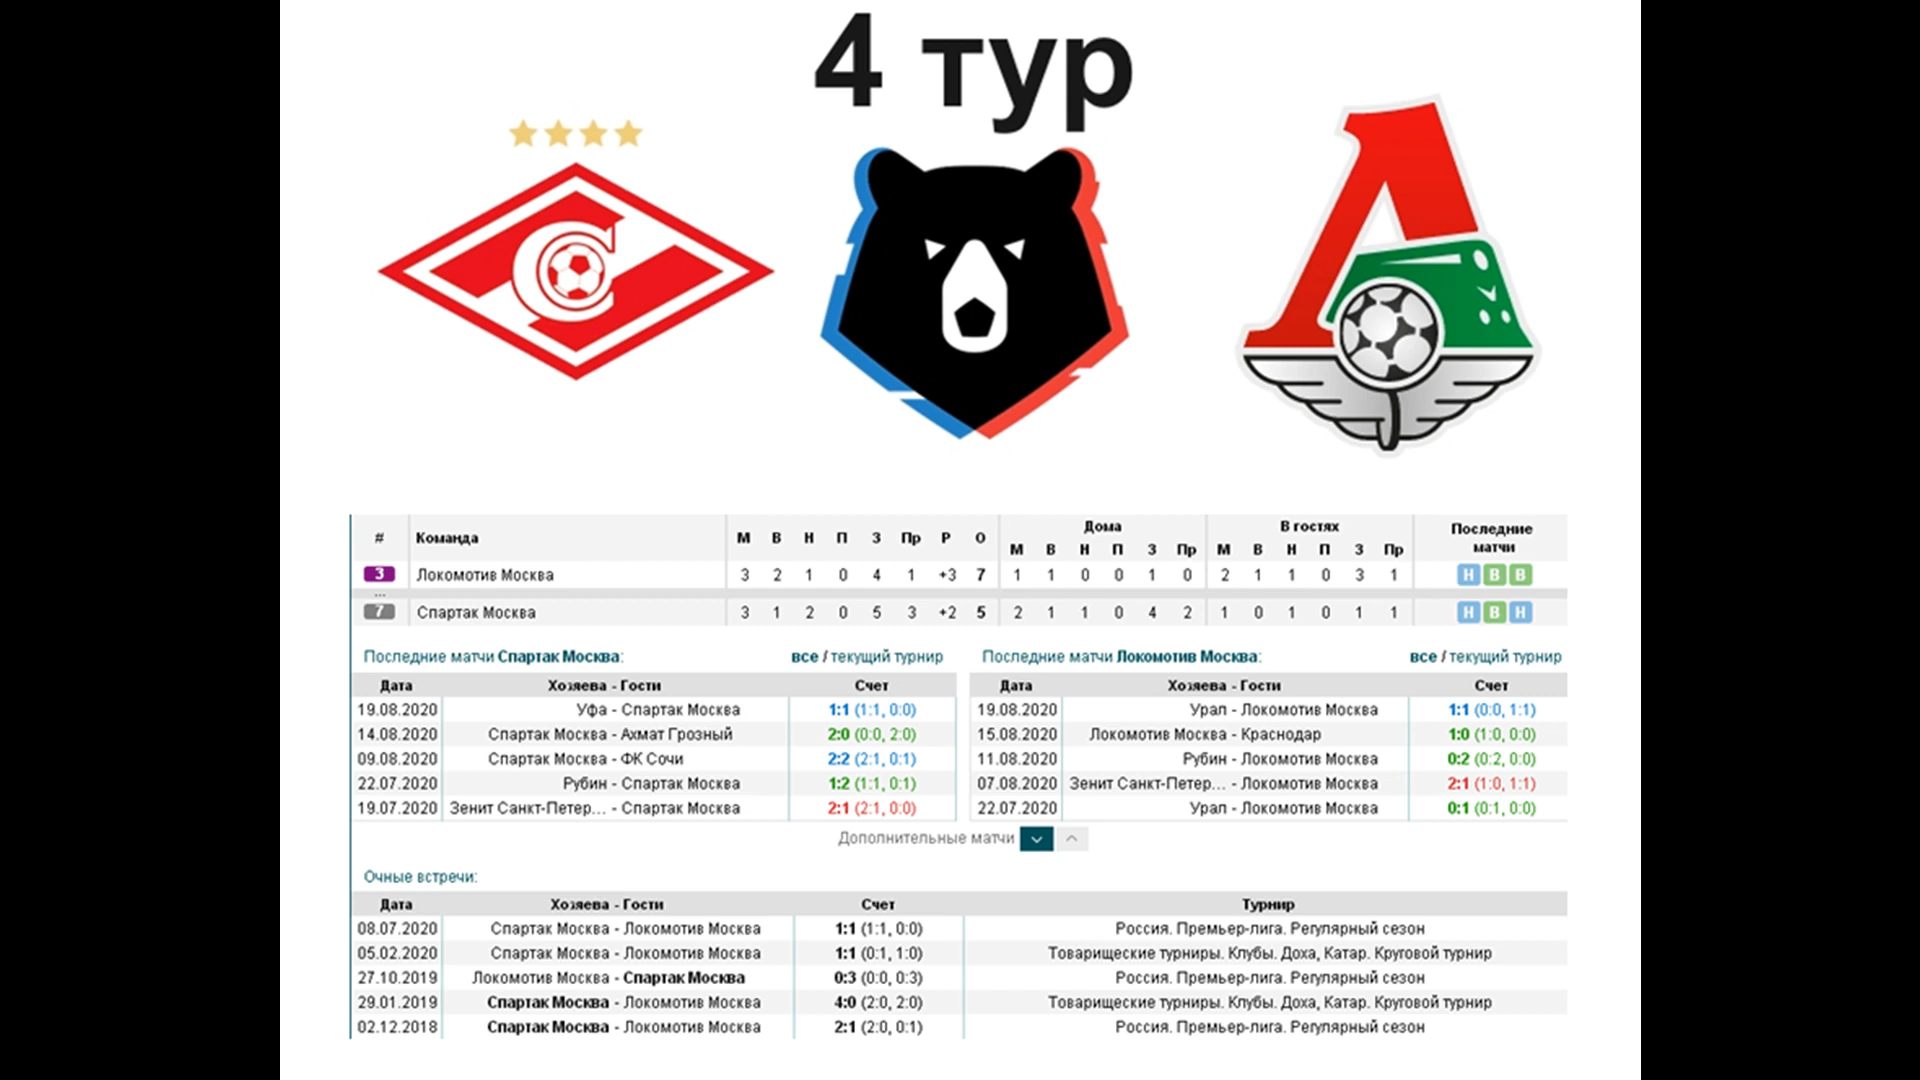 4 тур
# Команда М В Н П З Пр Р О Дома М В Н П З Пр В гостях М В Н П З Пр Последние матчи
3 Локомотив Москва 3 2 1 0 4 1 +3 7 1 1 0 0 1 0 2 1 1 0 3 1 Н В В
...
7 Спартак Москва 3 1 2 0 5 3 +2 5 2 1 1 0 4 2 1 0 1 0 1 1 Н В Н
Последние матчи Спартак Москва: все / текущий турнир
Дата Хозяева - Гости Счет
19.08.2020 Уфа - Спартак Москва 1:1 (1:1, 0:0)
14.08.2020 Спартак Москва - Ахмат Грозный 2:0 (0:0, 2:0)
09.08.2020 Спартак Москва - ФК Сочи 2:2 (2:1, 0:1)
22.07.2020 Рубин - Спартак Москва 1:2 (1:1, 0:1)
19.07.2020 Зенит Санкт-Петер... - Спартак Москва 2:1 (2:1, 0:0)
Последние матчи Локомотив Москва: все / текущий турнир
Дата Хозяева - Гости Счет
19.08.2020 Урал - Локомотив Москва 1:1 (0:0, 1:1)
15.08.2020 Локомотив Москва - Краснодар 1:0 (1:0, 0:0)
11.08.2020 Рубин - Локомотив Москва 0:2 (0:2, 0:0)
07.08.2020 Зенит Санкт-Петер... - Локомотив Москва 2:1 (1:0, 1:1)
22.07.2020 Урал - Локомотив Москва 0:1 (0:1, 0:0)
Дополнительные матчи
Очные встречи:
Дата Хозяева - Гости Счет Турнир
08.07.2020 Спартак Москва - Локомотив Москва 1:1 (1:1, 0:0) Россия. Премьер-лига. Регулярный сезон
05.02.2020 Спартак Москва - Локомотив Москва 1:1 (0:1, 1:0) Товарищеские турниры. Клубы. Доха, Катар. Круговой турнир
27.10.2019 Локомотив Москва - Спартак Москва 0:3 (0:0, 0:3) Россия. Премьер-лига. Регулярный сезон
29.01.2019 Спартак Москва - Локомотив Москва 4:0 (2:0, 2:0) Товарищеские турниры. Клубы. Доха, Катар. Круговой турнир
02.12.2018 Спартак Москва - Локомотив Москва 2:1 (2:0, 0:1) Россия. Премьер-лига. Регулярный сезон